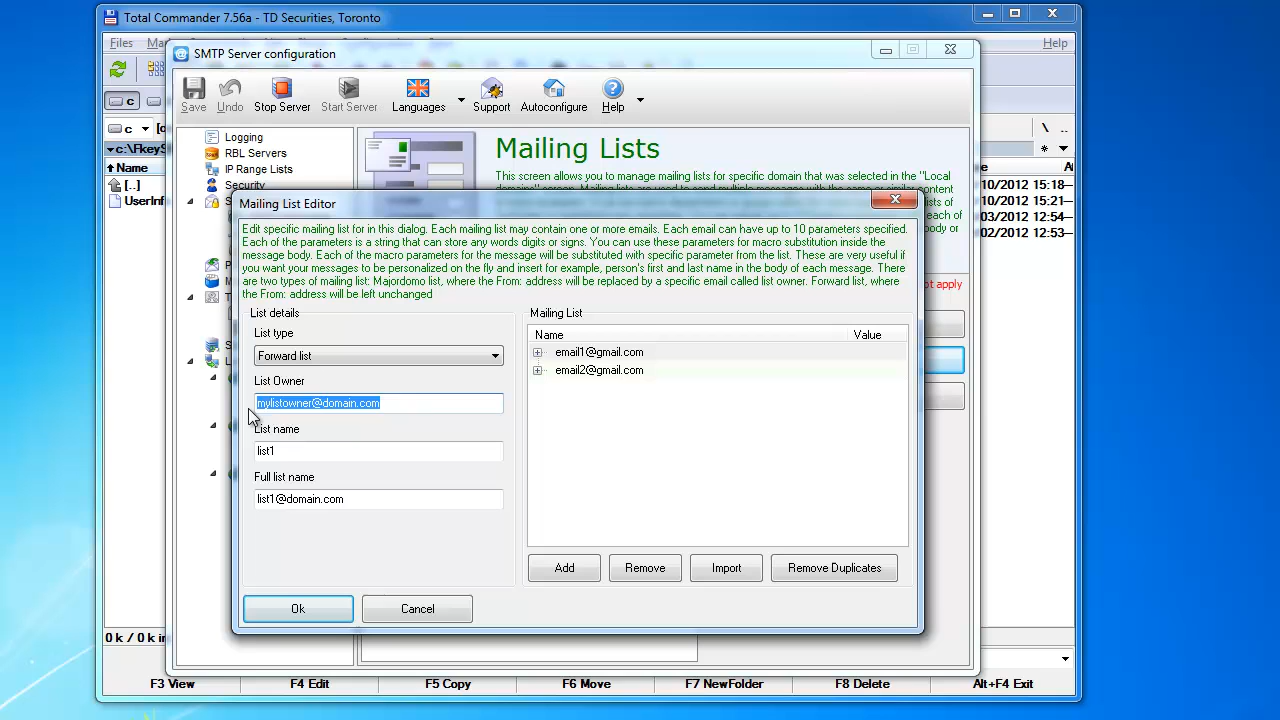 Total Commander 7.56a - TD Securities, Toronto
Files
Help
SMTP Server configuration
Save
Undo
Stop Server
Start Server
Languages
Support
Autoconfigure
Help
c
c
c:\FkeyS
Name
[..]
UserInf
\ ..
* 
10/2012 15:18
10/2012 15:18
03/2012 12:54
02/2012 12:53
Logging
RBL Servers
IP Range Lists
Security
Mailing Lists
This screen allows you to manage mailing lists for specific domain that was selected in the "Local
Mailing List Editor
Edit specific mailing list for in this dialog. Each mailing list may contain one or more emails. Each email can have up to 10 parameters specified.
Each of the parameters is a string that can store any words digits or signs. You can use these parameters for macro substitution inside the
message body. Each of the macro parameters for the message will be substituted with specific parameter from the list. These are very useful if
you want your messages to be personalized on the fly and insert for example, person's first and last name in the body of each message. There
are two types of mailing list: Majordomo list, where the From: address will be replaced by a specific email called list owner. Forward list, where
the From: address will be left unchanged
ot apply
List details
List type
Forward list
List Owner
mylistowner@domain.com
List name
list1
Full list name
list1@domain.com
Mailing List
Name
Value
email1@gmail.com
email2@gmail.com
Add
Remove
Import
Remove Duplicates
Ok
Cancel
0 k / 0 k in
F3 View
F4 Edit
F5 Copy
F6 Move
F7 NewFolder
F8 Delete
Alt+F4 Exit